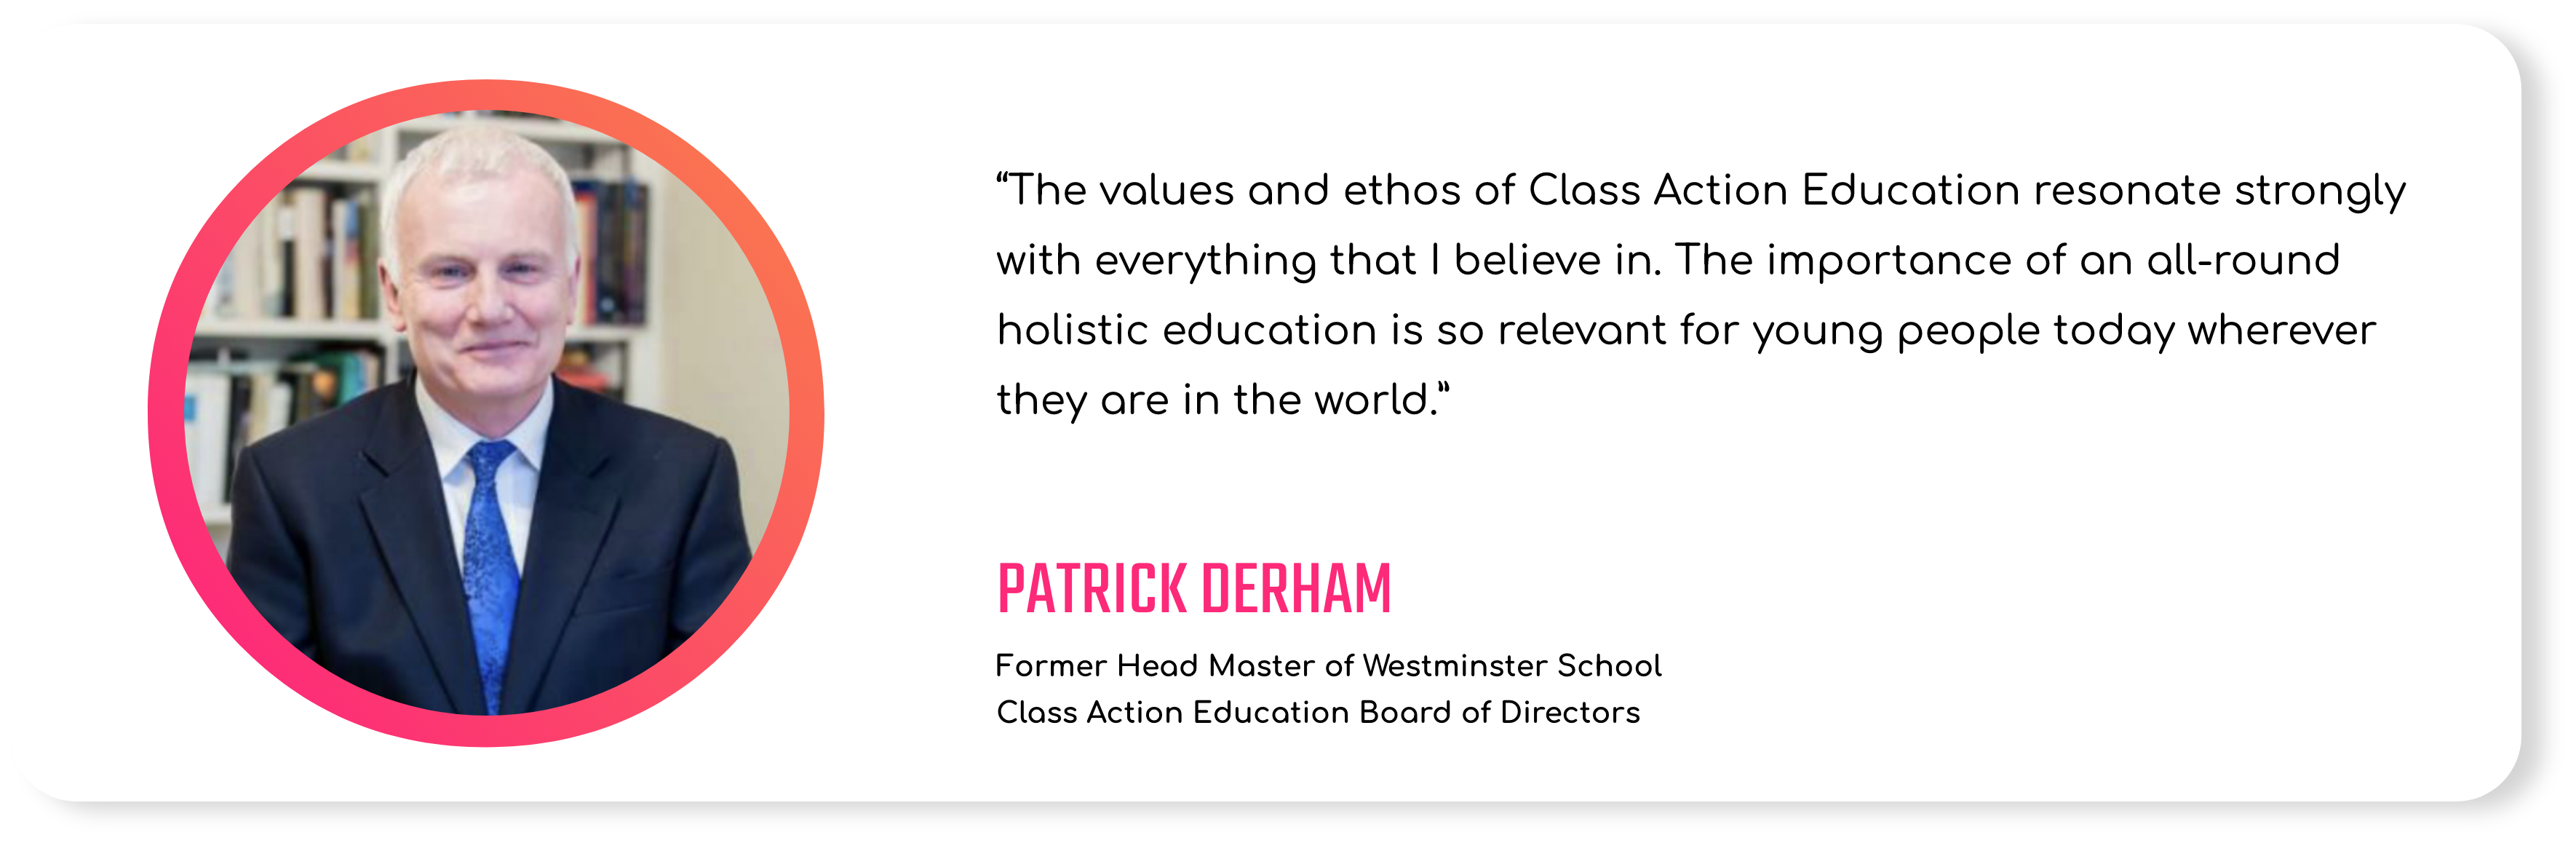 “The values and ethos of Class Action Education resonate strongly
with everything that I believe in. The importance of an all-round
holistic education is so relevant for young people today wherever
they are in the world.”
PATRICK DERHAM
Former Head Master of Westminster School
Class Action Education Board of Directors